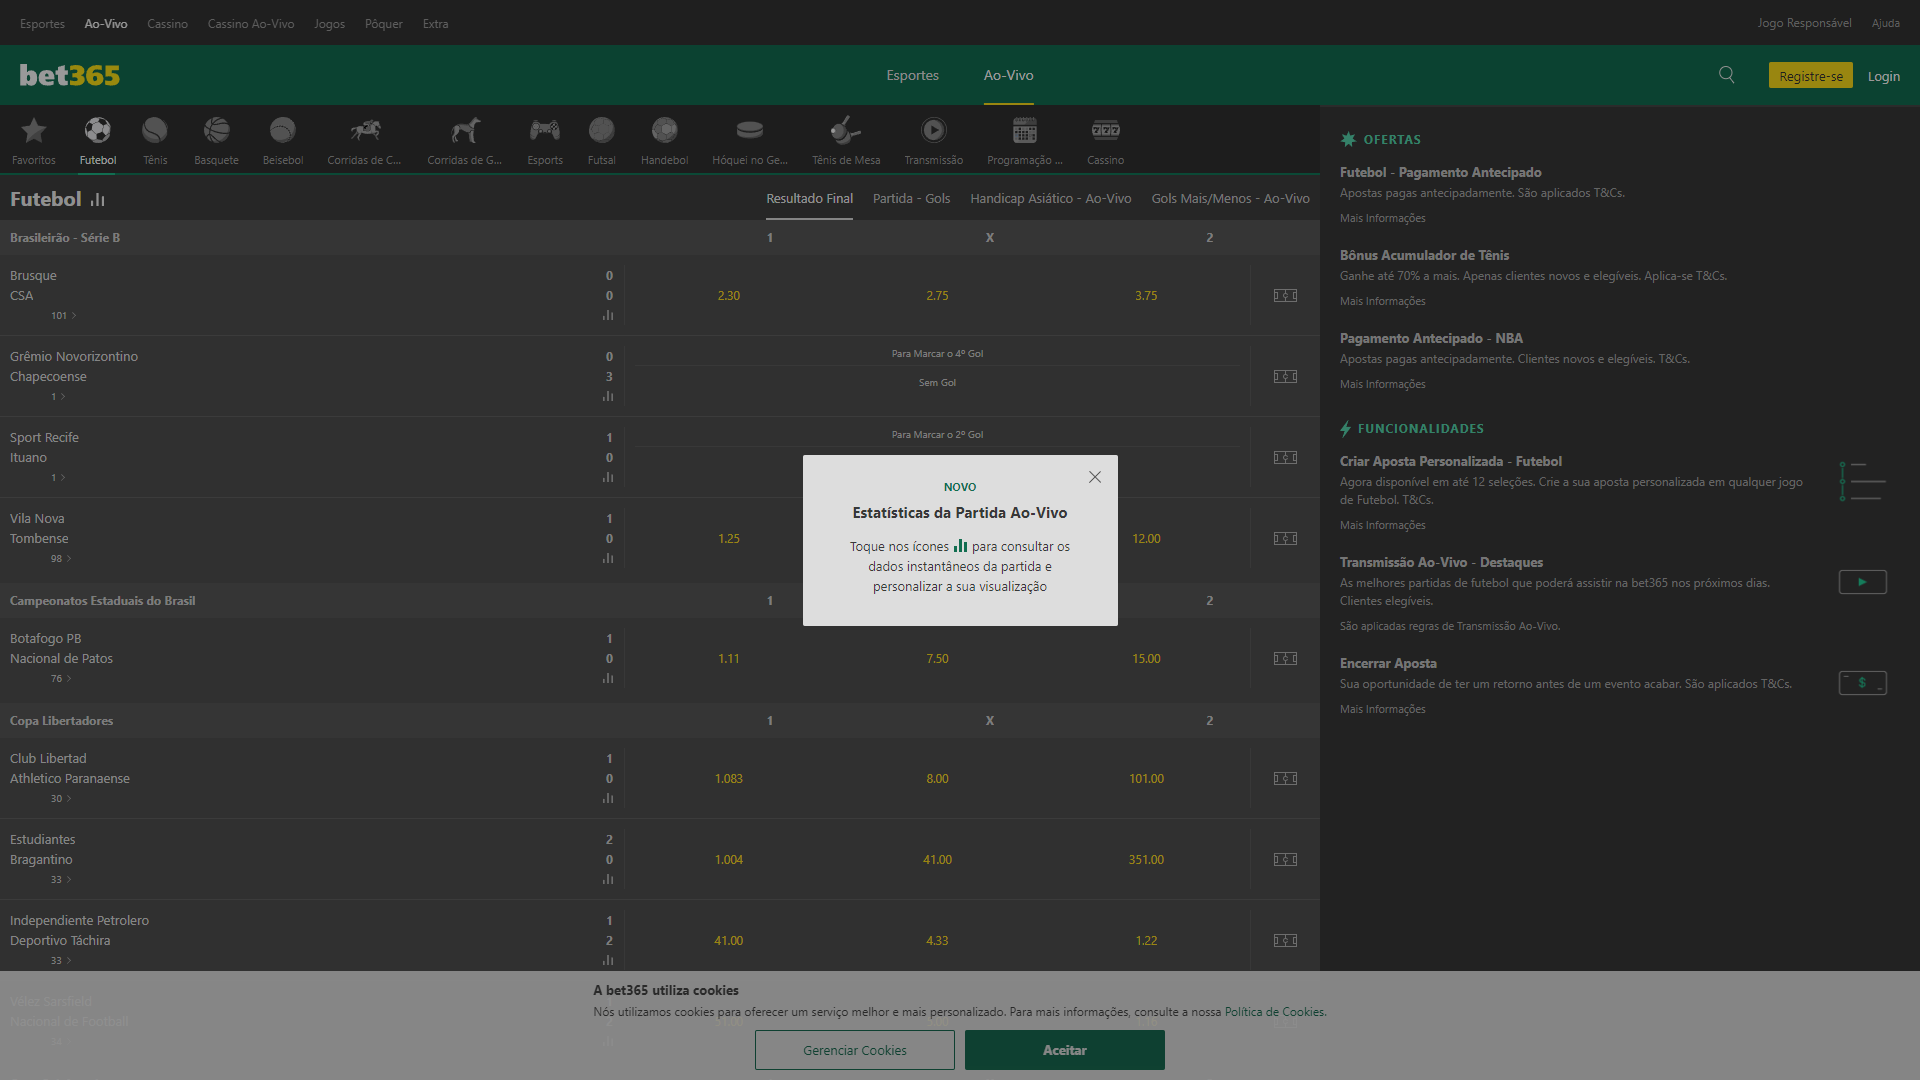 Esportes Ao-Vivo Cassino Cassino Ao-Vivo Jogos Pôquer Extra Jogo Responsável Ajuda
bet365 Esportes Ao-Vivo Registre-se Login
Favoritos Futebol Tênis Basquete Beisebol Corridas de C... Corridas de G... Esports Futsal Handebol Hóquei no Ge... Tênis de Mesa Transmissão Programação ... Cassino
Futebol Resultado Final Partida - Gols Handicap Asiático - Ao-Vivo Gols Mais/Menos - Ao-Vivo
Brasileirão - Série B 1 X 2
Brusque 0
CSA 0
2.30 2.75 3.75
101
Grêmio Novorizontino 0
Chapecoense 3
1
Para Marcar o 4º Gol
Sem Gol
Sport Recife 1
Ituano 0
1
Para Marcar o 2º Gol
Vila Nova 1
Tombense 0
1.25 12.00
98
Campeonatos Estaduais do Brasil 1 2
Botafogo PB 1
Nacional de Patos 0
1.11 7.50 15.00
76
Copa Libertadores 1 X 2
Club Libertad 1
Athletico Paranaense 0
1.083 8.00 101.00
30
Estudiantes 2
Bragantino 0
1.004 41.00 351.00
33
Independiente Petrolero 1
Deportivo Táchira 2
41.00 4.33 1.22
33
Vélez Sarsfield
Nacional de Football
OFERTAS
Futebol - Pagamento Antecipado
Apostas pagas antecipadamente. São aplicados T&Cs.
Mais Informações
Bônus Acumulador de Tênis
Ganhe até 70% a mais. Apenas clientes novos e elegíveis. Aplica-se T&Cs.
Mais Informações
Pagamento Antecipado - NBA
Apostas pagas antecipadamente. Clientes novos e elegíveis. T&Cs.
Mais Informações
FUNCIONALIDADES
Criar Aposta Personalizada - Futebol
Agora disponível em até 12 seleções. Crie a sua aposta personalizada em qualquer jogo
de Futebol. T&Cs.
Mais Informações
Transmissão Ao-Vivo - Destaques
As melhores partidas de futebol que poderá assistir na bet365 nos próximos dias.
Clientes elegíveis.
São aplicadas regras de Transmissão Ao-Vivo.
Encerrar Aposta
Sua oportunidade de ter um retorno antes de um evento acabar. São aplicados T&Cs.
Mais Informações
NOVO
Estatísticas da Partida Ao-Vivo
Toque nos ícones para consultar os
dados instantâneos da partida e
personalizar a sua visualização
A bet365 utiliza cookies
Nós utilizamos cookies para oferecer um serviço melhor e mais personalizado. Para mais informações, consulte a nossa Política de Cookies.
Gerenciar Cookies Aceitar